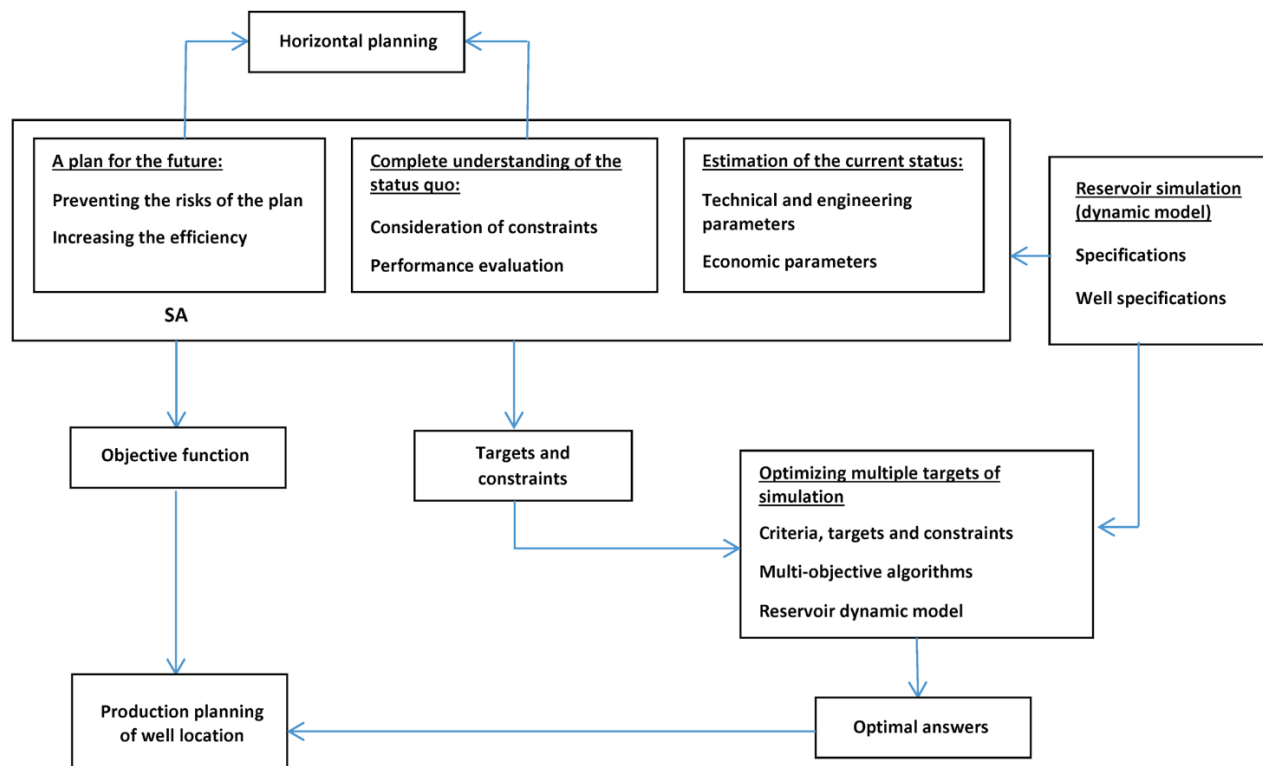 Horizontal planning
A plan for the future:
Preventing the risks of the plan
Increasing the efficiency
Complete understanding of the
status quo:
Consideration of constraints
Performance evaluation
Estimation of the current status:
Technical and engineering
parameters
Economic parameters
SA
Reservoir simulation
(dynamic model)
Specifications
Well specifications
Objective function
Targets and
constraints
Optimizing multiple targets of
simulation
Criteria, targets and constraints
Multi-objective algorithms
Reservoir dynamic model
Production planning
of well location
Optimal answers